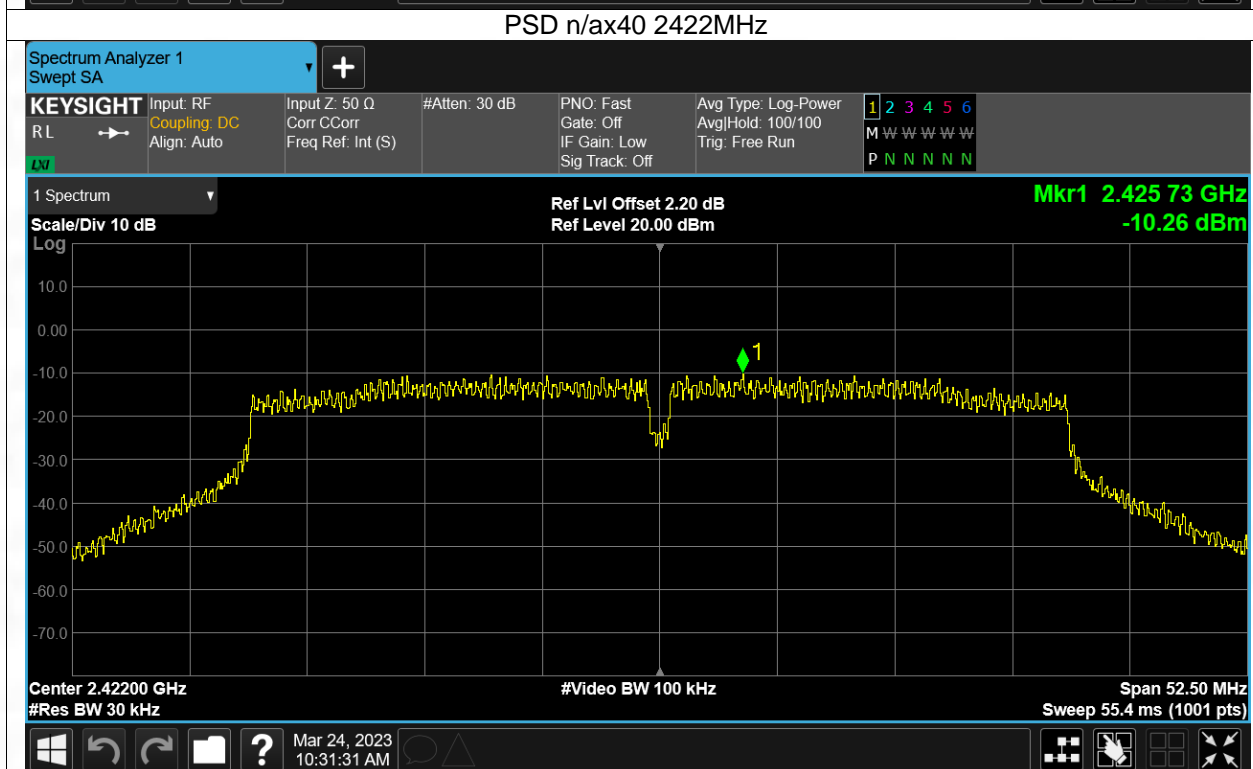 PSD n/ax40 2422MHz
Spectrum Analyzer 1
Swept SA
KEYSIGHT
RL
LXI
Input: RF
Coupling: DC
Align: Auto
Input Z: 50 Ω
Corr CCorr
Freq Ref: Int (S)
#Atten: 30 dB
PNO: Fast
Gate: Off
IF Gain: Low
Sig Track: Off
Avg Type: Log-Power
Avg|Hold: 100/100
Trig: Free Run
1 2 3 4 5 6
M W W W W W
P N N N N N
1 Spectrum
Scale/Div 10 dB
Ref Lvl Offset 2.20 dB
Ref Level 20.00 dBm
Mkr1 2.425 73 GHz
-10.26 dBm
Log
10.0
0.00
1
-10.0
-20.0
-30.0
-40.0
-50.0
-60.0
-70.0
Center 2.42200 GHz
#Res BW 30 kHz
#Video BW 100 kHz
Span 52.50 MHz
Sweep 55.4 ms (1001 pts)
?
Mar 24, 2023
10:31:31 AM